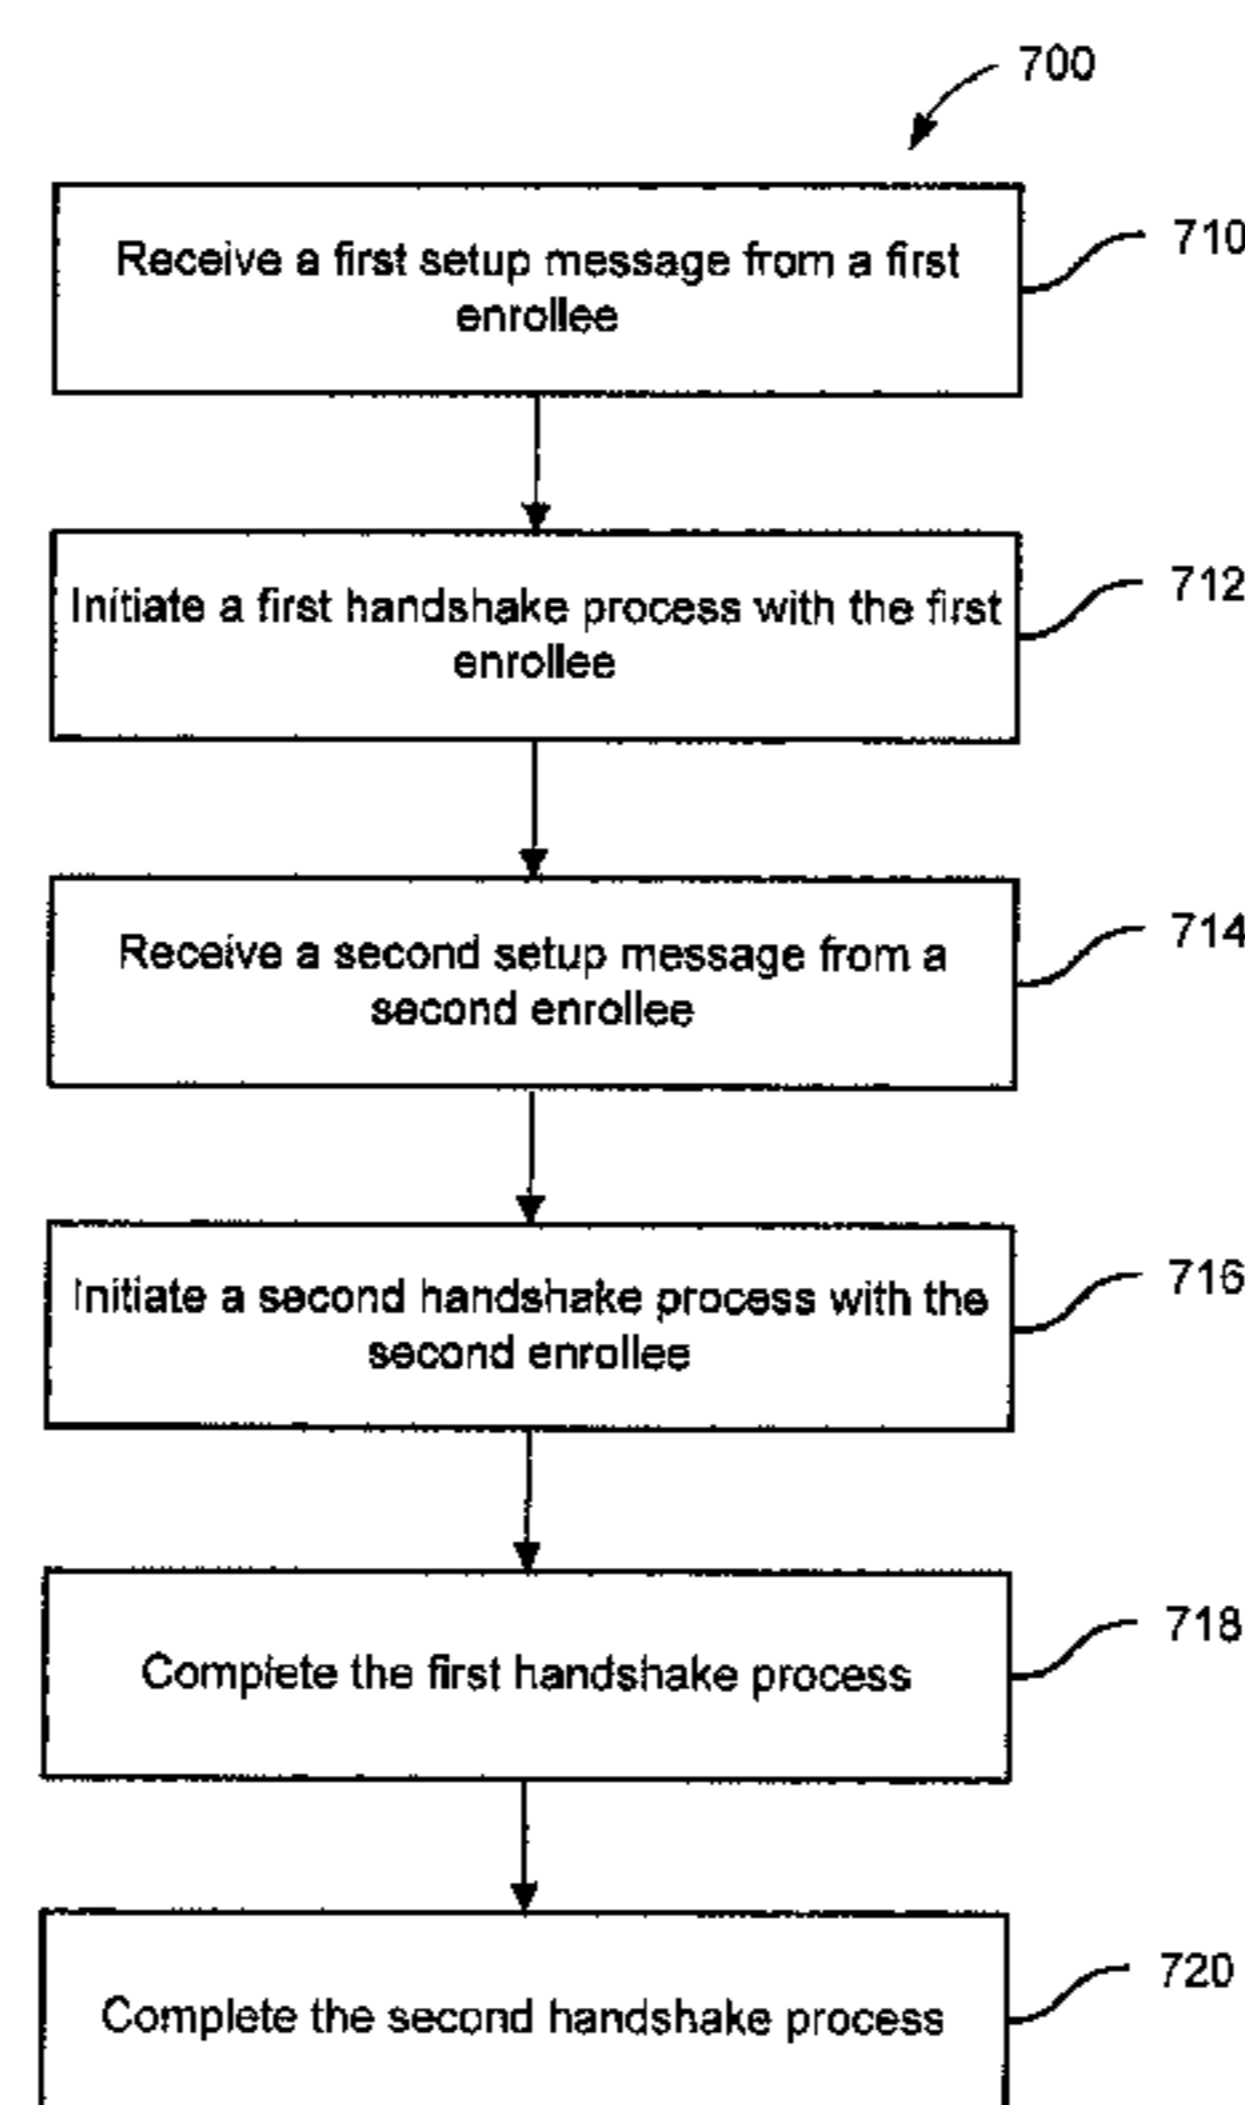 700
Receive a first setup message from a first
enrollee
710
Initiate a first handshake process with the first
enrollee
712
Receive a second setup message from a
second enrollee
714
Initiate a second handshake process with the
second enrollee
716
Complete the first handshake process
718
Complete the second handshake process
720